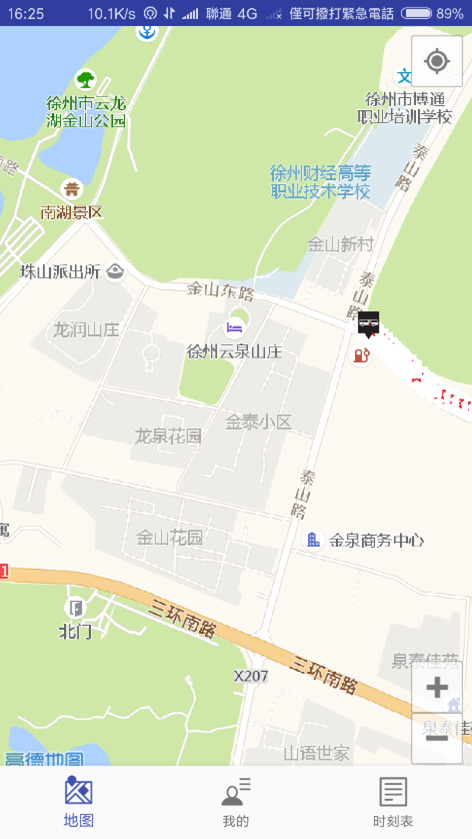 16:25 10.1K/s 聯通 4G 僅可撥打緊急電話 89%
文
徐州市云龙
湖金山公园
徐州市博通
职业培训学校
泰山路
南路
徐州财经高等
职业技术学校
南湖景区
金山新村
珠山派出所
泰山路
金山东路
龙润山庄
徐州云泉山庄
金泰小区
龙泉花园
泰山路
金山花园
金泉商务中心
寓
1
三环南路
北门
三环南路
泉泰佳苑
X207
泉泰佳
山语世家
高德地图
地图 我的 时刻表